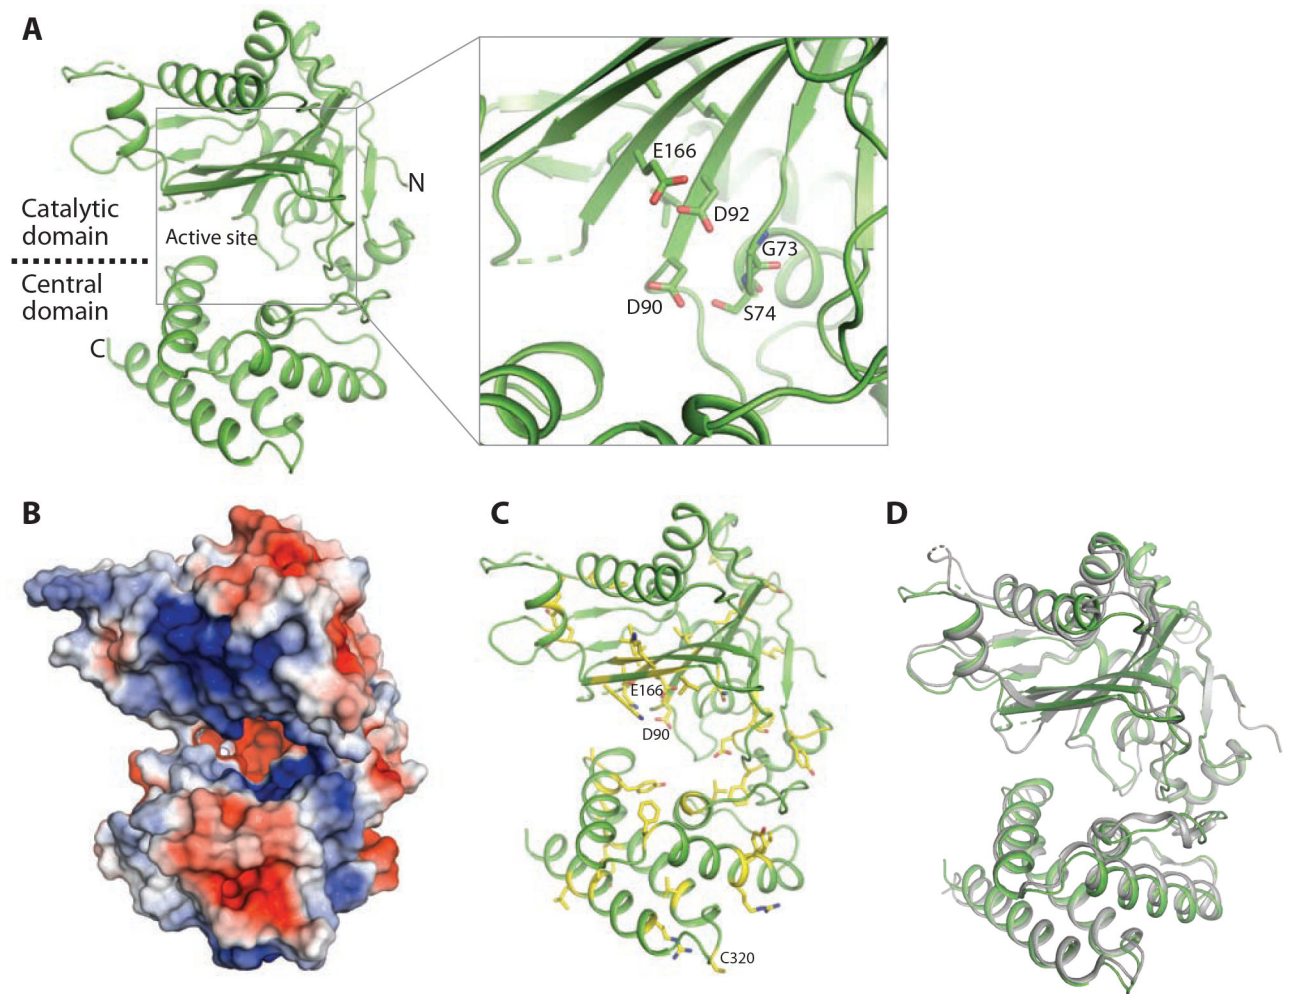 A
N
Catalytic
domain
Active site
Central
domain
C
E166
D92
G73
D90
S74
B
C
E166
D90
C320
D